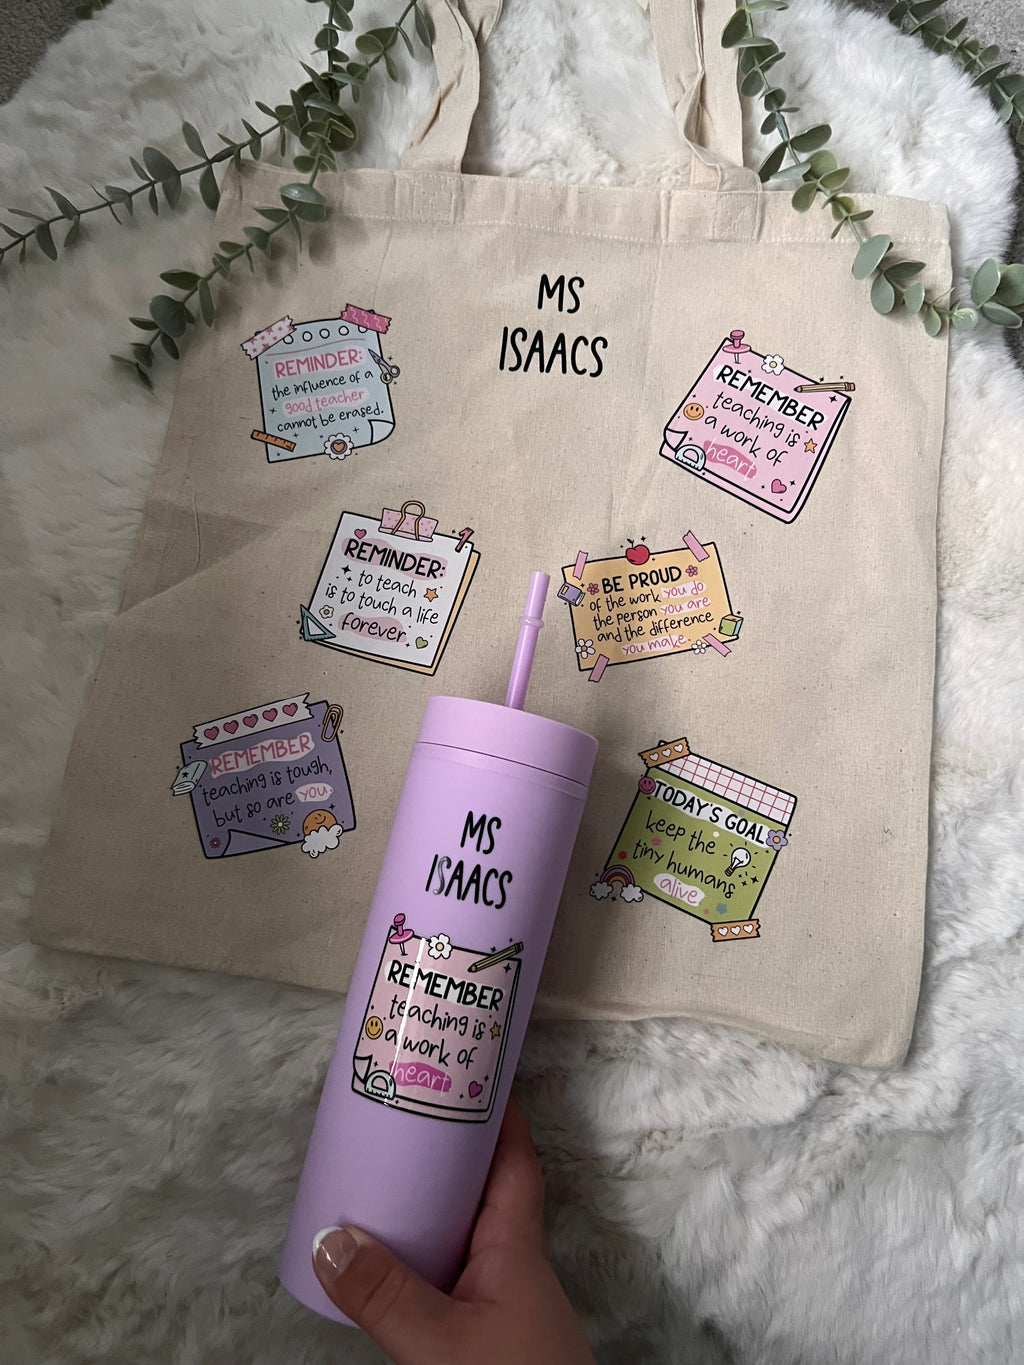 MS
ISAACS
REMINDER:
the influence of a
good teacher
cannot be erased.
REMEMBER
teaching is
a work of
heart
REMINDER:
to teach
is to touch a life
forever
BE PROUD
of the work you do
the person you are
and the difference
you make.
REMEMBER
teaching is tough,
but so are you.
TODAY'S GOAL
keep the
tiny humans
alive
MS
ISAACS
REMEMBER
teaching is
a work of
heart